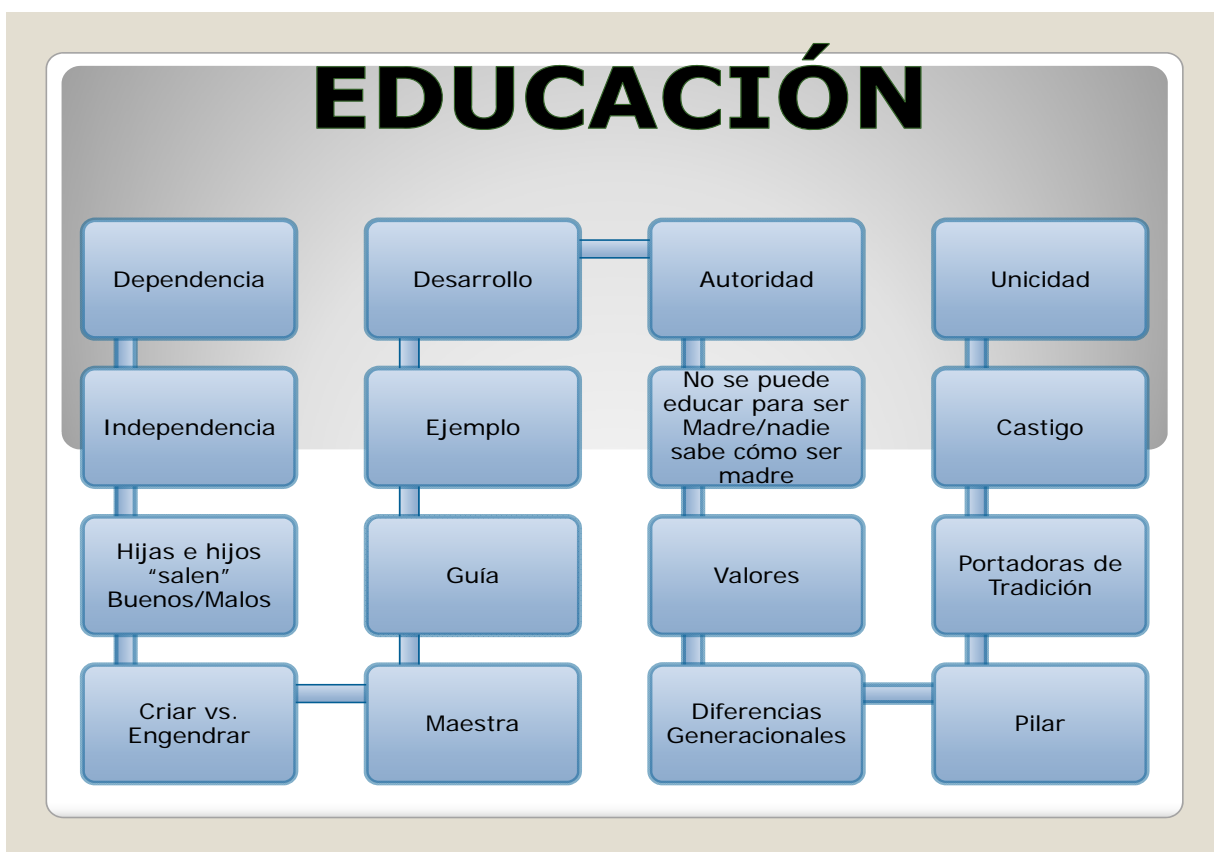 EDUCACIÓN
Dependencia
Independencia
Hijas e hijos
“salen”
Buenos/Malos
Criar vs.
Engendrar
Maestra
Guía
Ejemplo
Desarrollo
Autoridad
No se puede
educar para ser
Madre/nadie
sabe cómo ser
madre
Valores
Diferencias
Generacionales
Pilar
Portadoras de
Tradición
Castigo
Unicidad